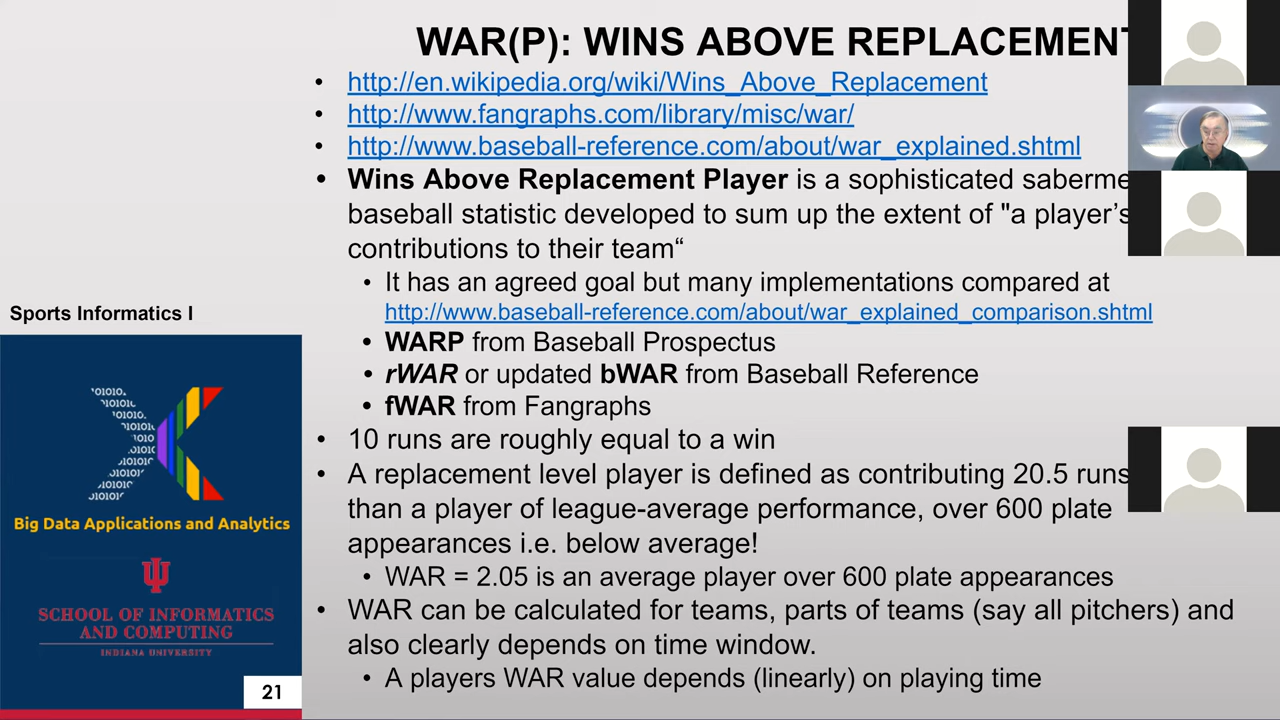 WAR(P): WINS ABOVE REPLACEMENT
• http://en.wikipedia.org/wiki/Wins_Above_Replacement
• http://www.fangraphs.com/library/misc/war/
• http://www.baseball-reference.com/about/war_explained.shtml
• Wins Above Replacement Player is a sophisticated
baseball statistic developed to sum up the extent of "a player’s
contributions to their team“
• It has an agreed goal but many implementations compared at
http://www.baseball-reference.com/about/war_explained_comparison.shtml
• WARP from Baseball Prospectus
• rWAR or updated bWAR from Baseball Reference
• fWAR from Fangraphs
• 10 runs are roughly equal to a win
• A replacement level player is defined as contributing 20.5 runs
than a player of league-average performance, over 600 plate
appearances i.e. below average!
• WAR = 2.05 is an average player over 600 plate appearances
• WAR can be calculated for teams, parts of teams (say all pitchers) and
also clearly depends on time window.
• A players WAR value depends (linearly) on playing time
Sports Informatics I
Big Data Applications and Analytics
SCHOOL OF INFORMATICS
AND COMPUTING
INDIANA UNIVERSITY
21